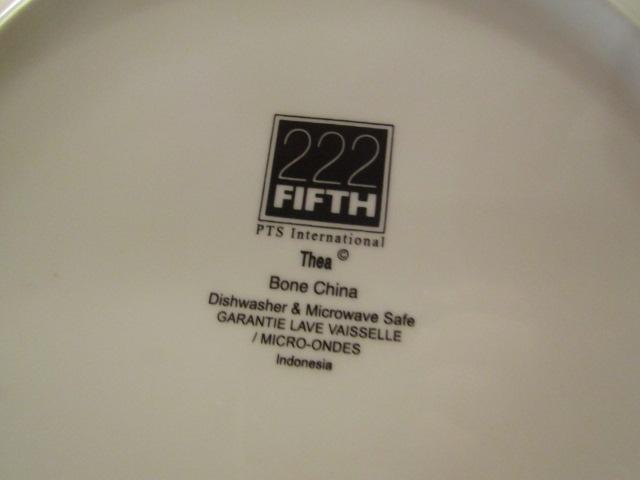 222
FIFTH
PTS International
Thea ©
Bone China
Dishwasher & Microwave Safe
GARANTIE LAVE VAISSELLE
/ MICRO-ONDES
Indonesia